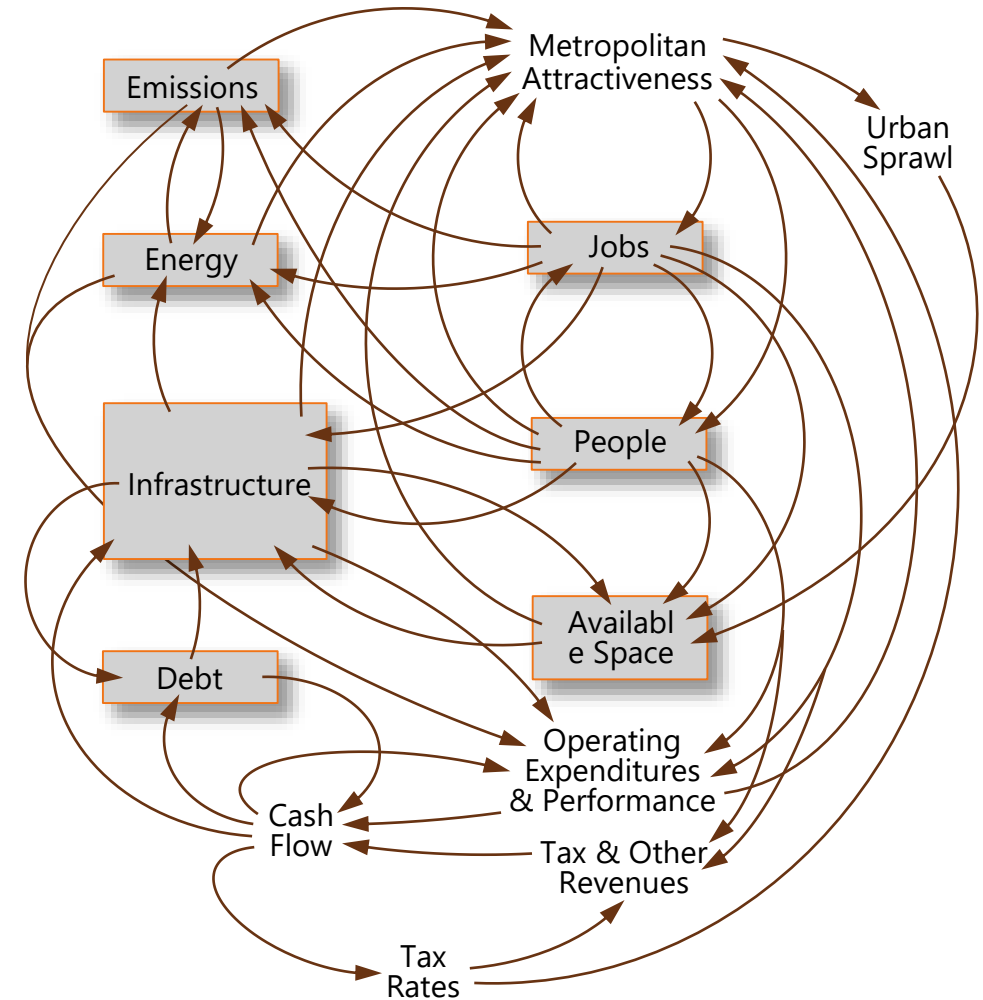 Metropolitan
Attractiveness
Emissions
Urban
Sprawl
Jobs
Energy
People
Infrastructure
Availabl
e Space
Debt
Operating
Expenditures
& Performance
Cash
Flow
Tax & Other
Revenues
Tax
Rates